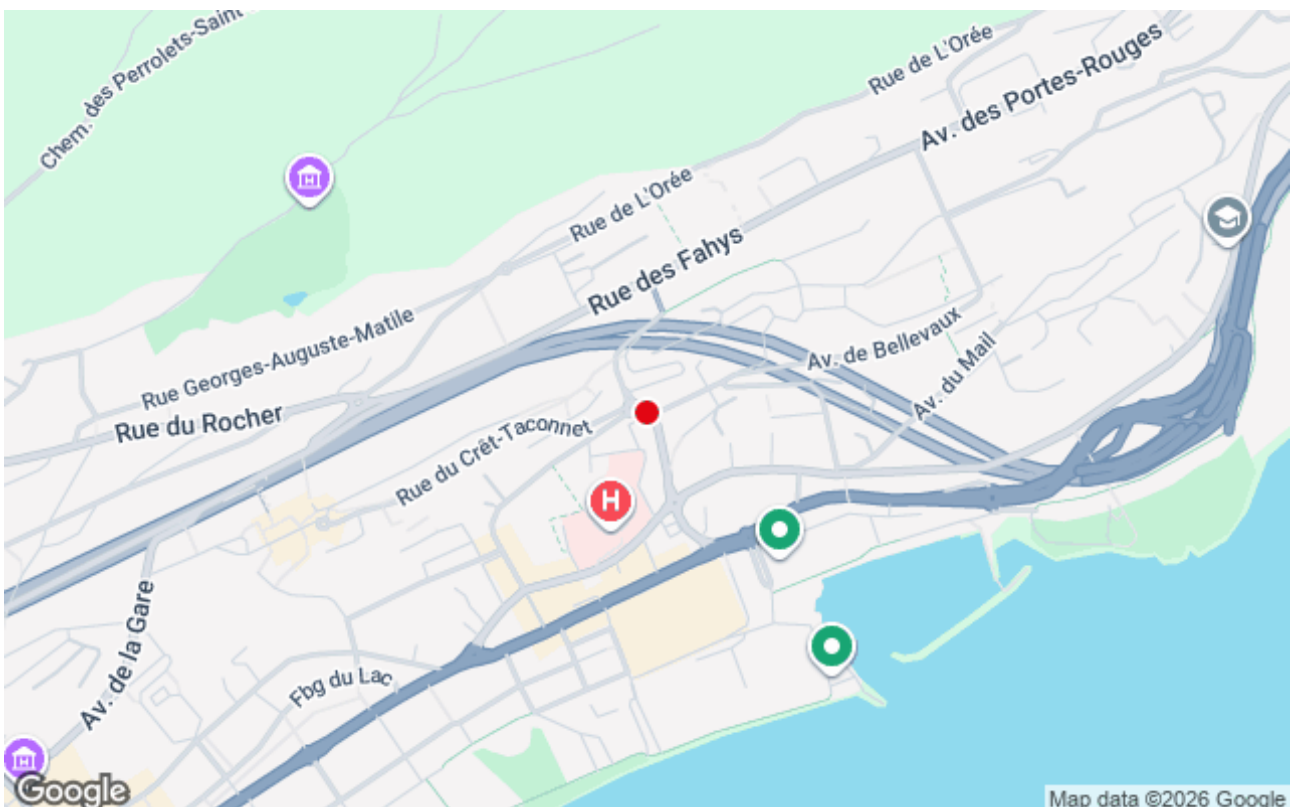 Chem. des Perrolets-Saint
Rue de L'Orée
Av. des Portes-Rouges
Rue de L'Orée
Rue des Fahys
Rue Georges-Auguste-Matile
Av. de Bellevaux
Av. du Mail
Rue du Rocher
Rue du Crêt-Taconnet
H
Av. de la Gare
Fbg du Lac
Google
Map data ©2026 Google